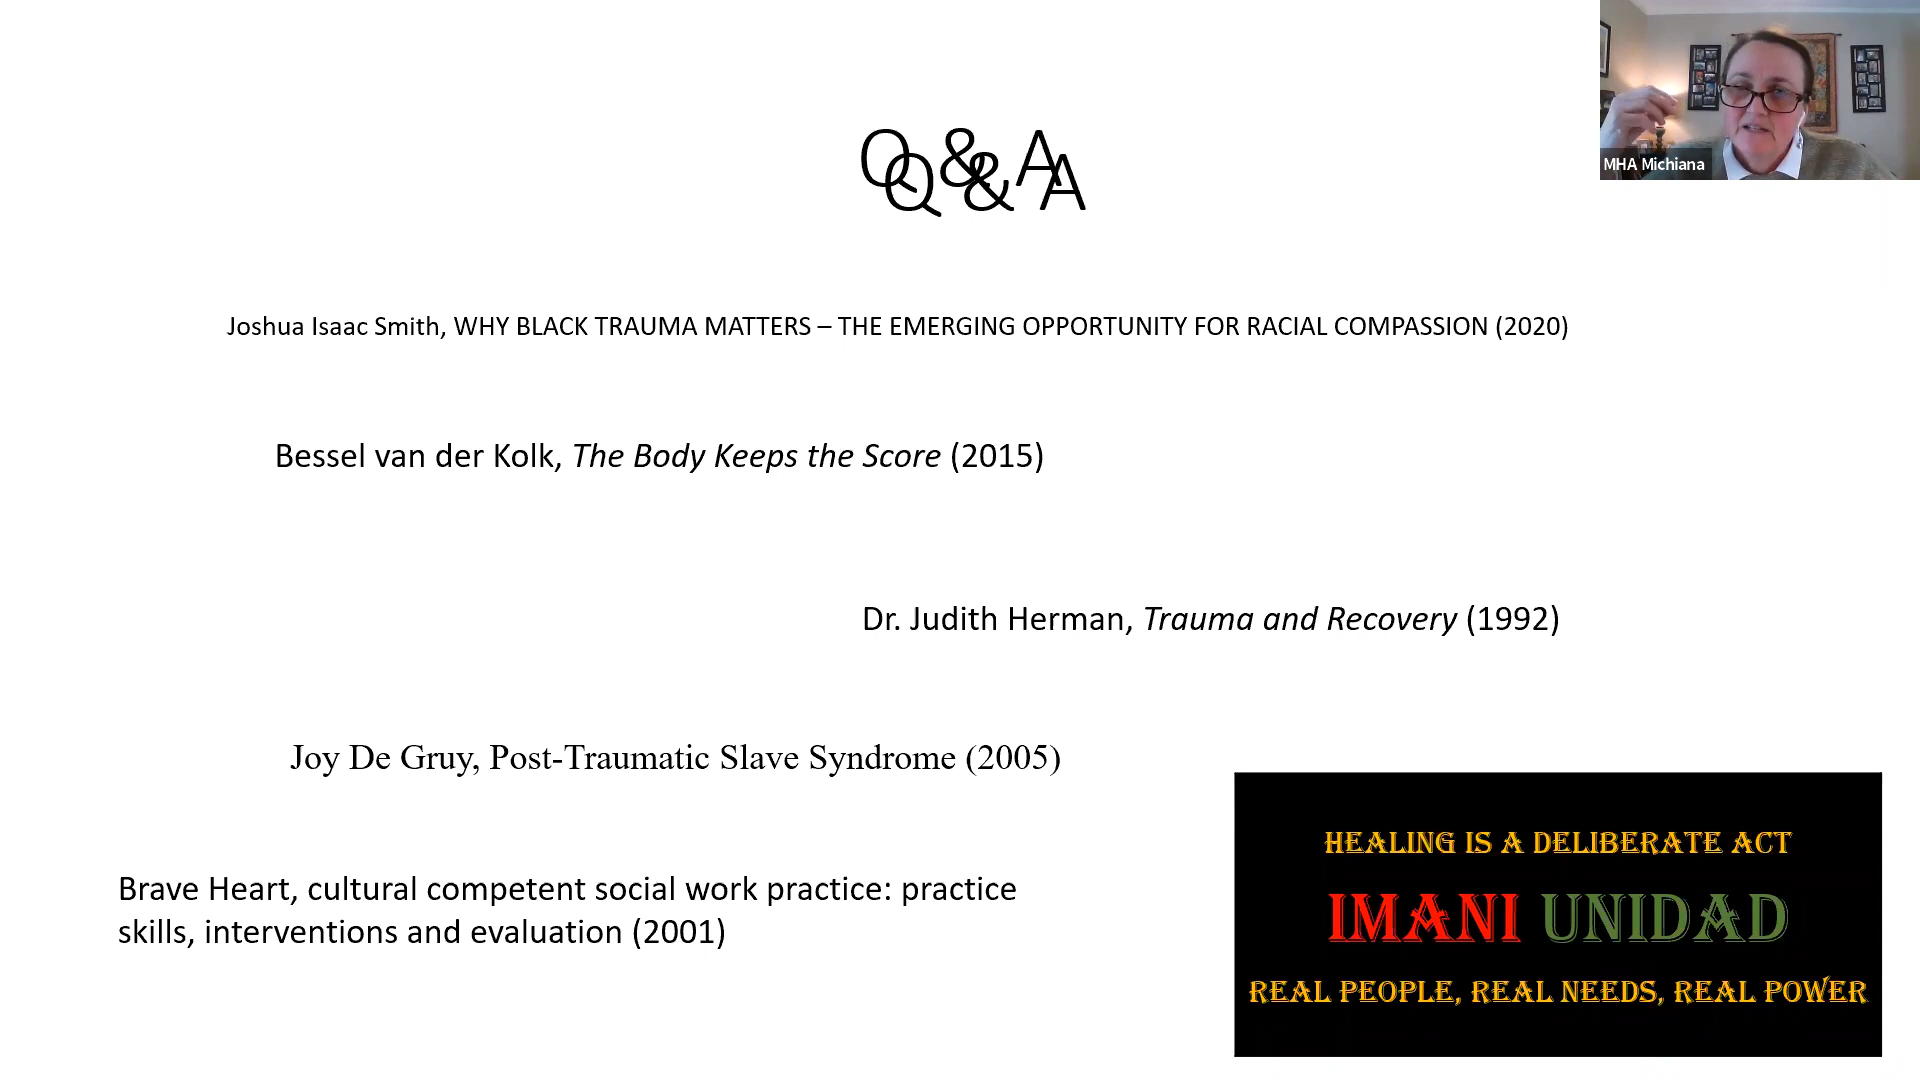 Q & A
Q & A
MHA Michiana
Joshua Isaac Smith, WHY BLACK TRAUMA MATTERS – THE EMERGING OPPORTUNITY FOR RACIAL COMPASSION (2020)
Bessel van der Kolk, The Body Keeps the Score (2015)
Dr. Judith Herman, Trauma and Recovery (1992)
Joy De Gruy, Post-Traumatic Slave Syndrome (2005)
Brave Heart, cultural competent social work practice: practice
skills, interventions and evaluation (2001)
HEALING IS A DELIBERATE ACT
IMANI UNIDAD
REAL PEOPLE, REAL NEEDS, REAL POWER